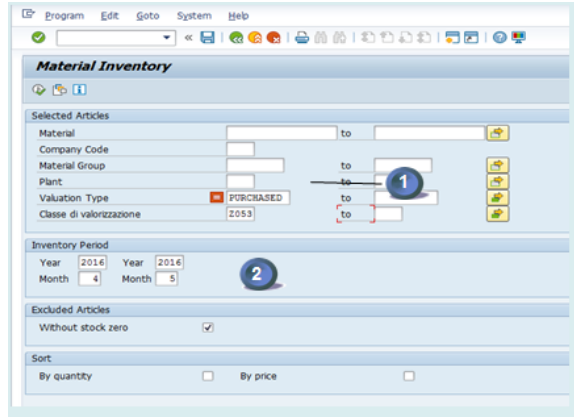 Program Edit Goto System Help
Material Inventory
Selected Articles
Material to
Company Code
Material Group to
Plant to 1
Valuation Type PURCHASED to
Classe di valorizzazione Z053 to
Inventory Period
Year 2016 Year 2016
Month 4 Month 5 2
Excluded Articles
Without stock zero
Sort
By quantity By price